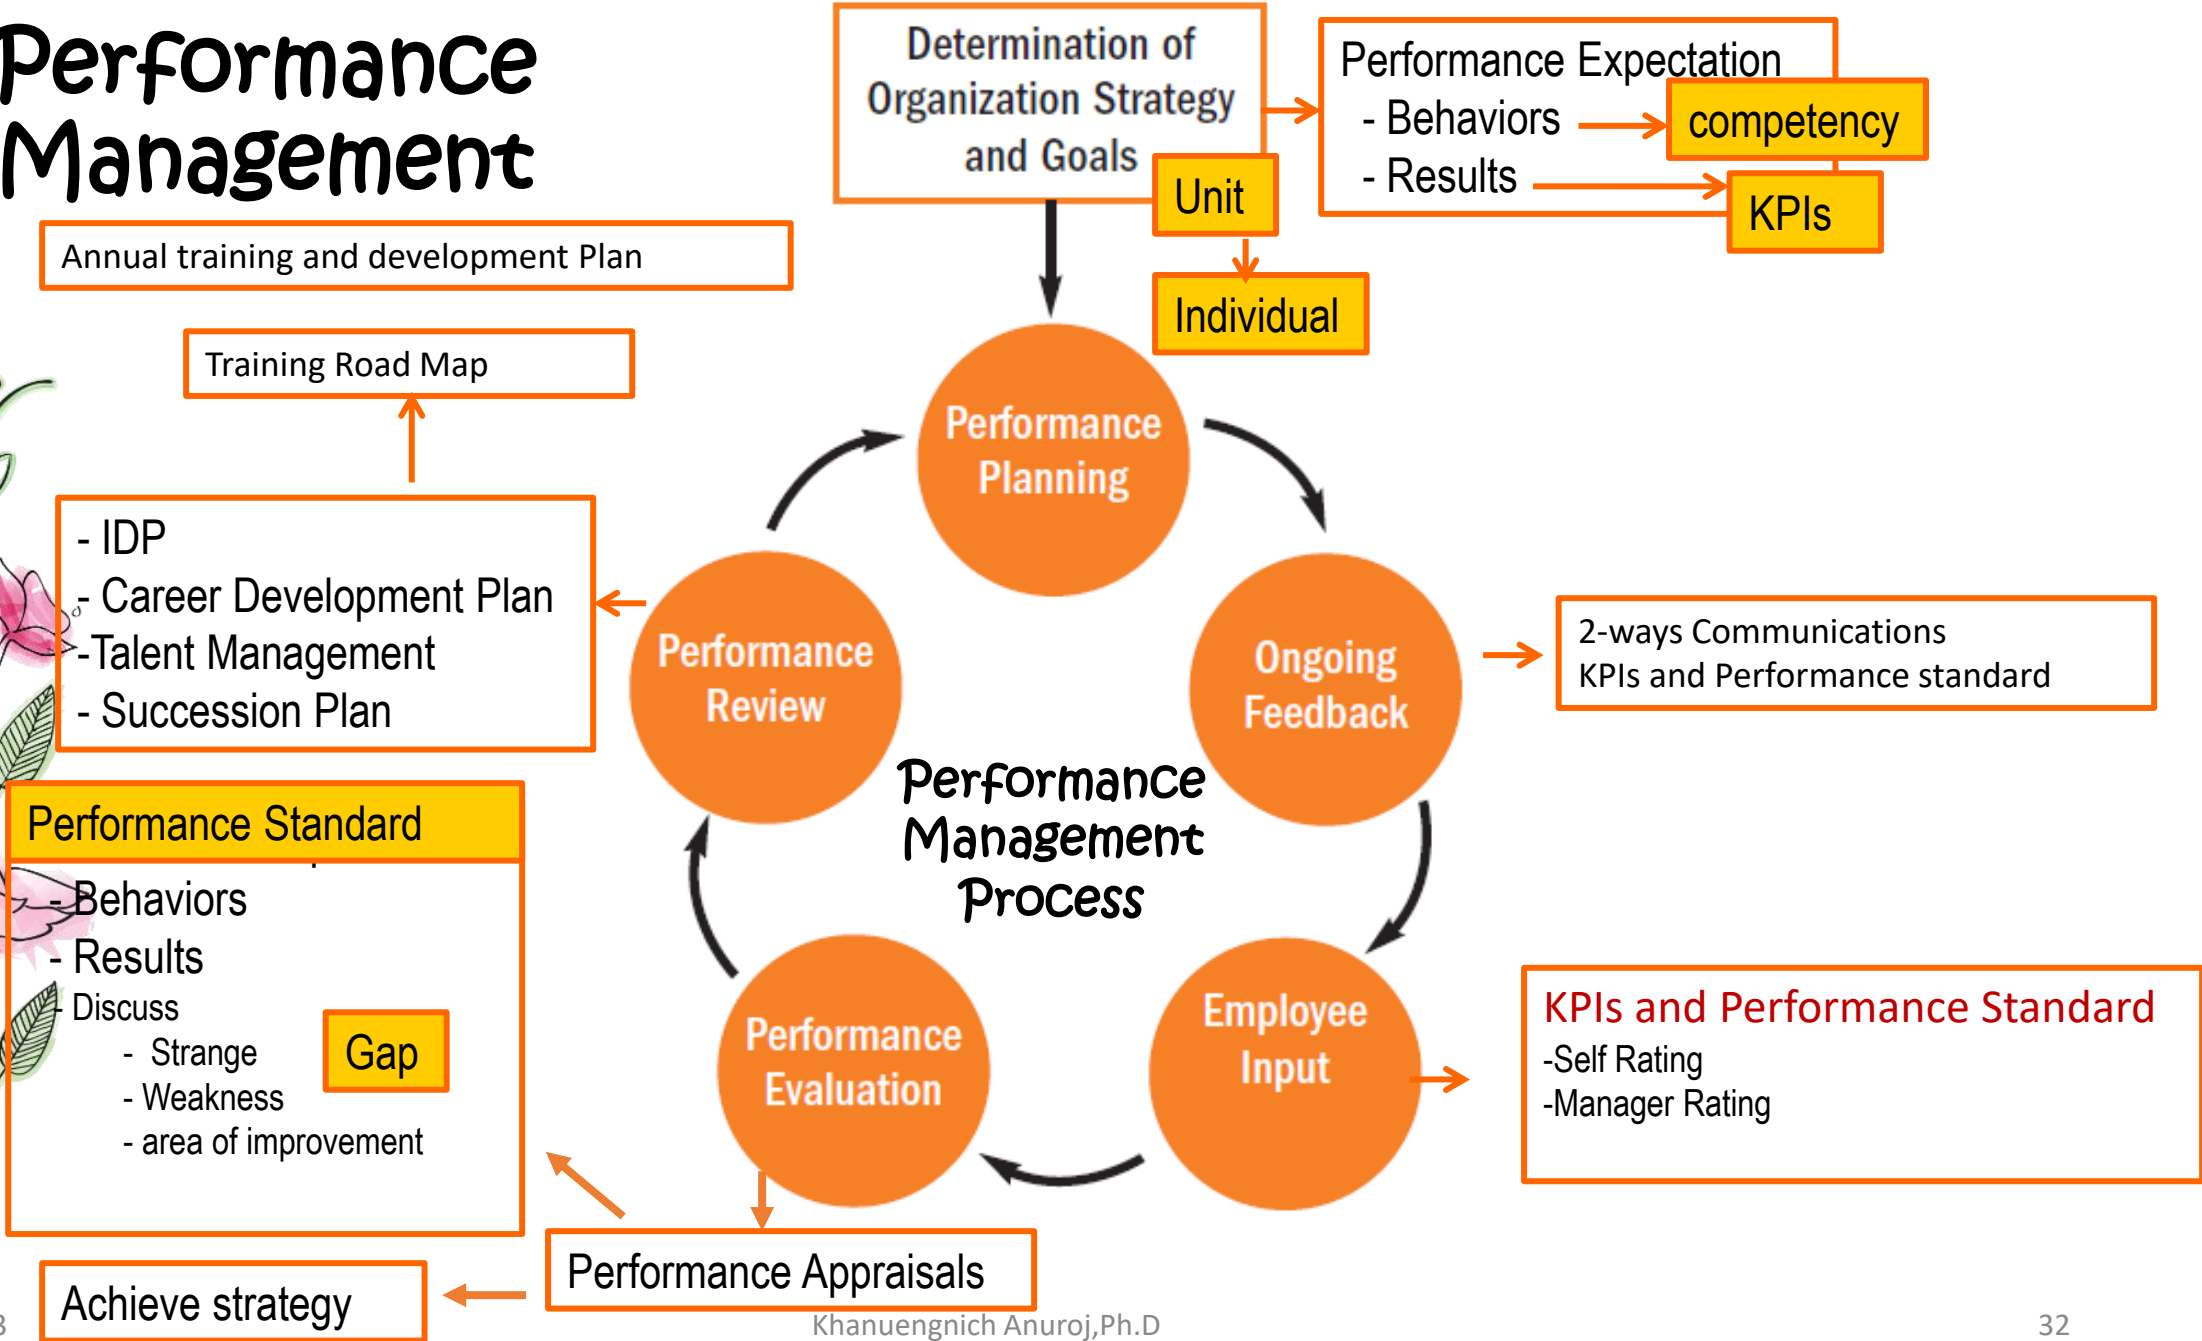 Performance
Management
Determination of
Organization Strategy
and Goals
Unit
Individual
Performance Expectation
- Behaviors
competency
- Results
KPIs
Annual training and development Plan
Training Road Map
- IDP
- Career Development Plan
-Talent Management
- Succession Plan
Performance
Planning
Ongoing
Feedback
2-ways Communications
KPIs and Performance standard
Performance
Review
Performance
Management
Process
Performance Standard
- Behaviors
- Results
- Discuss
- Strange
- Weakness
- area of improvement
Gap
Performance
Evaluation
Employee
Input
KPIs and Performance Standard
-Self Rating
-Manager Rating
Performance Appraisals
Achieve strategy
Khanuengnich Anuroj,Ph.D
32